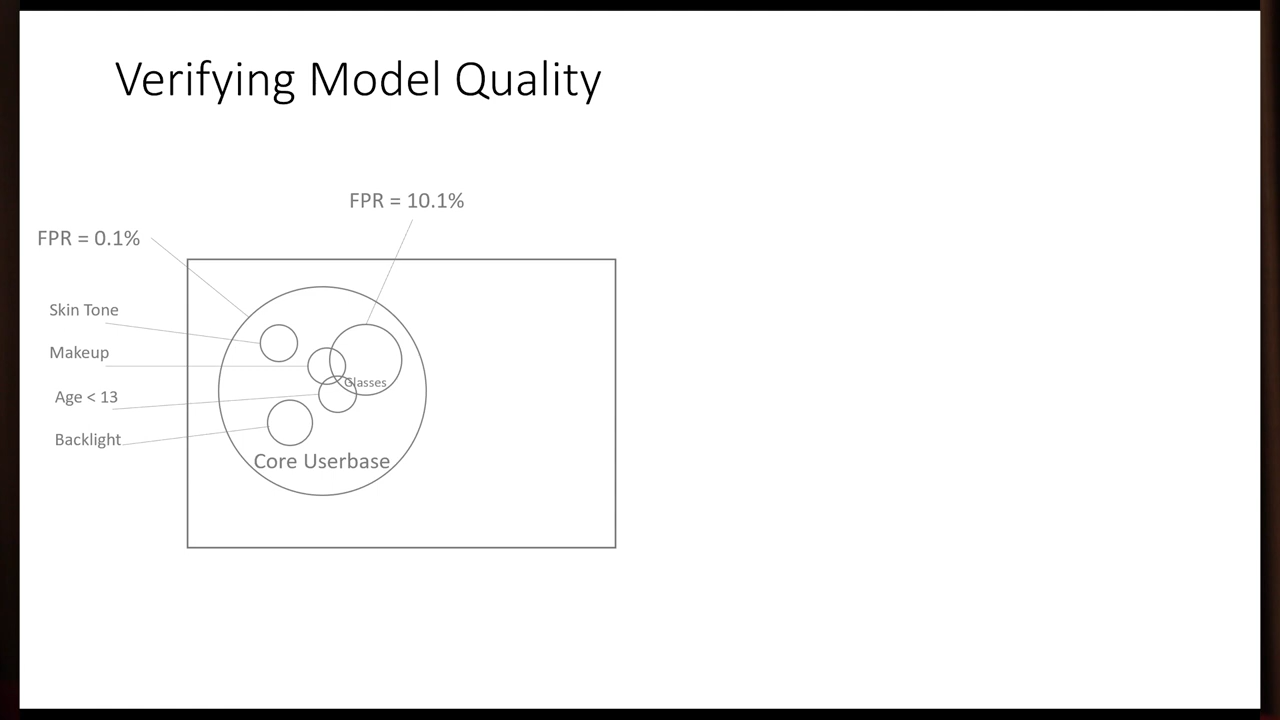 Verifying Model Quality
FPR = 10.1%
FPR = 0.1%
Skin Tone
Makeup
Glasses
Age < 13
Backlight
Core Userbase